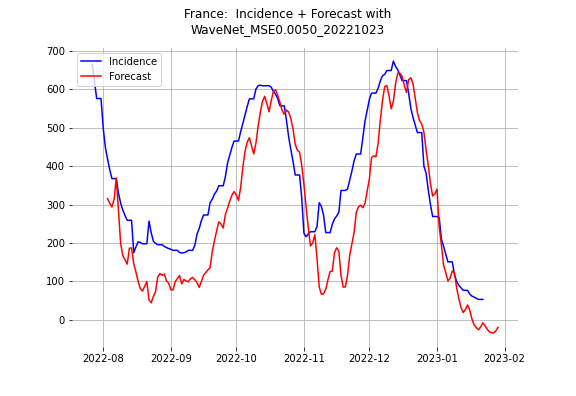 France:  Incidence + Forecast with
WaveNet_MSE0.0050_20221023
Incidence
Forecast
700
600
500
400
300
200
100
0
2022-08 2022-09 2022-10 2022-11 2022-12 2023-01 2023-02